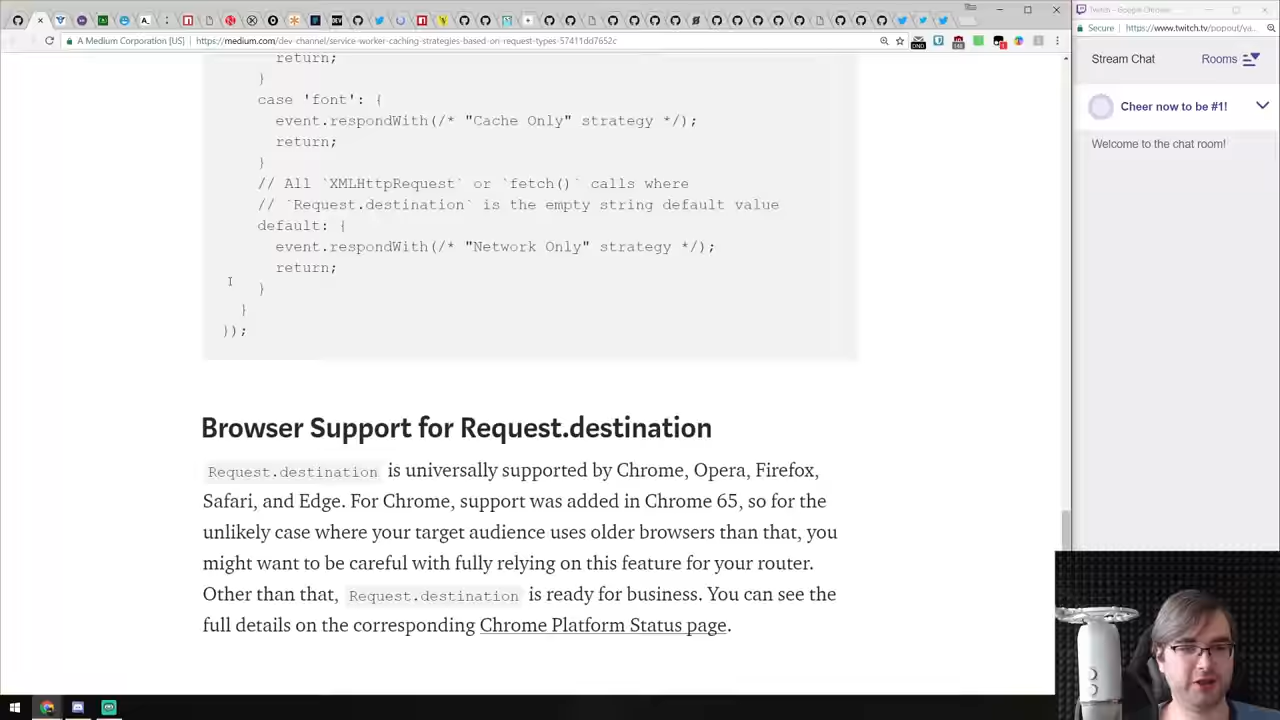 Twitch - Google Chrome
A Medium Corporation [US]
https://medium.com/dev-channel/service-worker-caching-strategies-based-on-request-types-57411dd7652c
Secure
https://www.twitch.tv/popout/va...
Stream Chat
Rooms
Cheer now to be #1!
Welcome to the chat room!
return;
}
case 'font': {
event.respondWith(/* "Cache Only" strategy */);
return;
}
// All `XMLHttpRequest` or `fetch()` calls where
// `Request.destination` is the empty string default value
default: {
event.respondWith(/* "Network Only" strategy */);
return;
}
}
});
Browser Support for Request.destination
Request.destination is universally supported by Chrome, Opera, Firefox,
Safari, and Edge. For Chrome, support was added in Chrome 65, so for the
unlikely case where your target audience uses older browsers than that, you
might want to be careful with fully relying on this feature for your router.
Other than that, Request.destination is ready for business. You can see the
full details on the corresponding Chrome Platform Status page.